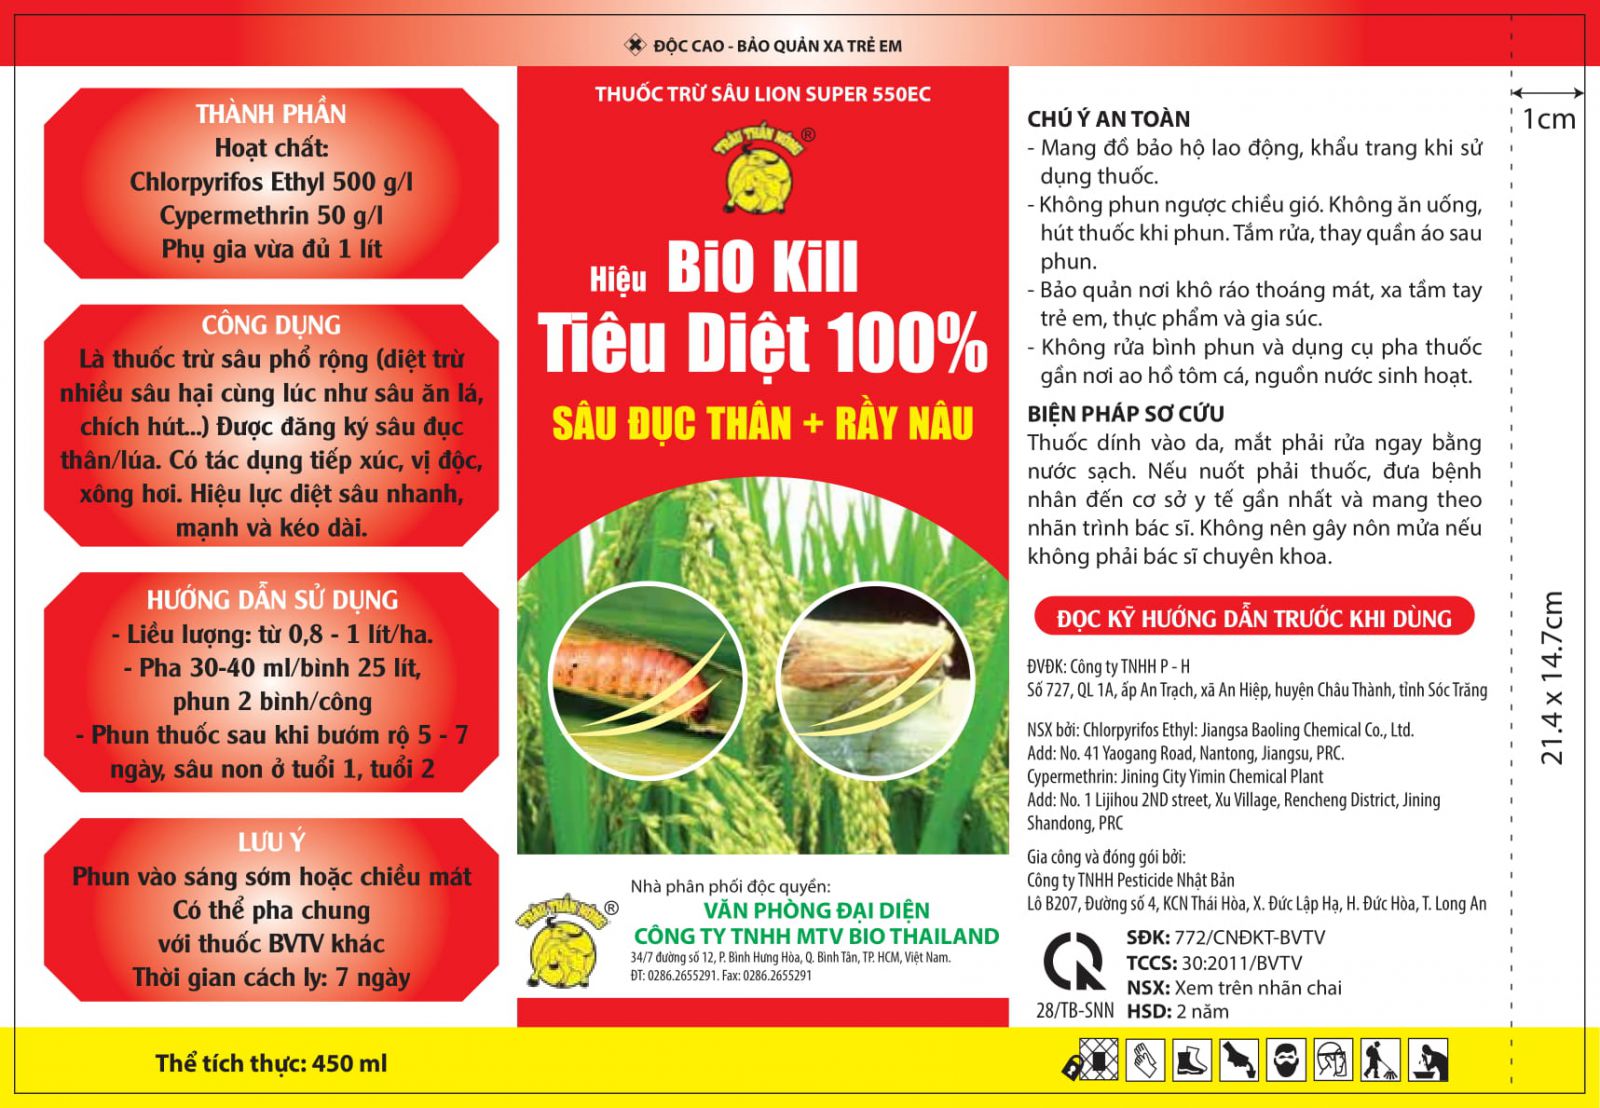 ĐỘC CAO - BẢO QUẢN XA TRẺ EM
THÀNH PHẦN
Hoạt chất:
Chlorpyrifos Ethyl 500 g/l
Cypermethrin 50 g/l
Phụ gia vừa đủ 1 lít
CÔNG DỤNG
Là thuốc trừ sâu phổ rộng (diệt trừ
nhiều sâu hại cùng lúc như sâu ăn lá,
chích hút...) Được đăng ký sâu đục
thân/lúa. Có tác dụng tiếp xúc, vị độc,
xông hơi. Hiệu lực diệt sâu nhanh,
mạnh và kéo dài.
HƯỚNG DẪN SỬ DỤNG
- Liều lượng: từ 0,8 - 1 lít/ha.
- Pha 30-40 ml/bình 25 lít,
phun 2 bình/công
- Phun thuốc sau khi bướm rộ 5 - 7
ngày, sâu non ở tuổi 1, tuổi 2
LƯU Ý
Phun vào sáng sớm hoặc chiều mát
Có thể pha chung
với thuốc BVTV khác
Thời gian cách ly: 7 ngày
Thể tích thực: 450 ml
THUỐC TRỪ SÂU LION SUPER 550EC
TRÂU THẦN NÔNG ®
Hiệu BiO Kill
Tiêu Diệt 100%
SÂU ĐỤC THÂN + RẦY NÂU
TRÂU THẦN NÔNG ®
Nhà phân phối độc quyền:
VĂN PHÒNG ĐẠI DIỆN
CÔNG TY TNHH MTV BIO THAILAND
34/7 đường số 12, P. Bình Hưng Hòa, Q. Bình Tân, TP. HCM, Việt Nam.
ĐT: 0286.2655291. Fax: 0286.2655291
CHÚ Ý AN TOÀN
- Mang đồ bảo hộ lao động, khẩu trang khi sử
dụng thuốc.
- Không phun ngược chiều gió. Không ăn uống,
hút thuốc khi phun. Tắm rửa, thay quần áo sau
phun.
- Bảo quản nơi khô ráo thoáng mát, xa tầm tay
trẻ em, thực phẩm và gia súc.
- Không rửa bình phun và dụng cụ pha thuốc
gần nơi ao hồ tôm cá, nguồn nước sinh hoạt.
BIỆN PHÁP SƠ CỨU
Thuốc dính vào da, mắt phải rửa ngay bằng
nước sạch. Nếu nuốt phải thuốc, đưa bệnh
nhân đến cơ sở y tế gần nhất và mang theo
nhãn trình bác sĩ. Không nên gây nôn mửa nếu
không phải bác sĩ chuyên khoa.
ĐỌC KỸ HƯỚNG DẪN TRƯỚC KHI DÙNG
ĐVĐK: Công ty TNHH P - H
Số 727, QL 1A, ấp An Trạch, xã An Hiệp, huyện Châu Thành, tỉnh Sóc Trăng
NSX bởi: Chlorpyrifos Ethyl: Jiangsa Baoling Chemical Co., Ltd.
Add: No. 41 Yaogang Road, Nantong, Jiangsu, PRC.
Cypermethrin: Jining City Yimin Chemical Plant
Add: No. 1 Lijihou 2ND street, Xu Village, Rencheng District, Jining
Shandong, PRC
Gia công và đóng gói bởi:
Công ty TNHH Pesticide Nhật Bản
Lô B207, Đường số 4, KCN Thái Hòa, X. Đức Lập Hạ, H. Đức Hòa, T. Long An
28/TB-SNN
SĐK: 772/CNĐKT-BVTV
TCCS: 30:2011/BVTV
NSX: Xem trên nhãn chai
HSD: 2 năm
1cm
21.4 x 14.7cm